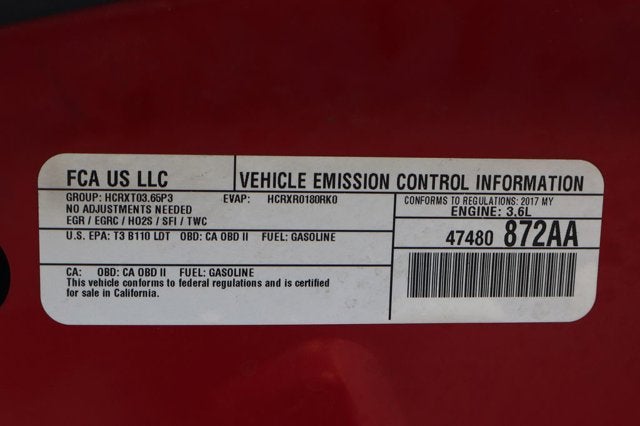 FCA US LLC
VEHICLE EMISSION CONTROL INFORMATION
GROUP: HCRXT03.65P3 EVAP: HCRXR0180RK0
NO ADJUSTMENTS NEEDED
EGR / EGRC / HO2S / SFI / TWC
U.S. EPA: T3 B110 LDT OBD: CA OBD II FUEL: GASOLINE
CA: OBD: CA OBD II FUEL: GASOLINE
This vehicle conforms to federal regulations and is certified
for sale in California.
CONFORMS TO REGULATIONS: 2017 MY
ENGINE: 3.6L
47480 872AA